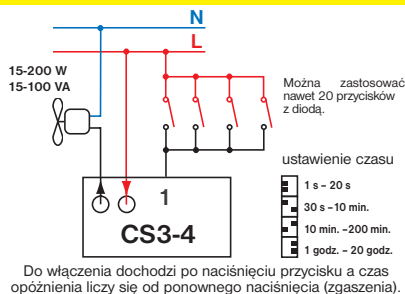 N
L
15-200 W
15-100 VA
Można zastosować
nawet 20 przycisków
z diodą.
ustawienie czasu
1
CS3-4
1 s – 20 s
30 s –10 min.
10 min. –200 min.
1 godz. – 20 godz.
Do włączenia dochodzi po naciśnięciu przycisku a czas
opóźnienia liczy się od ponownego naciśnięcia (zgaszenia).